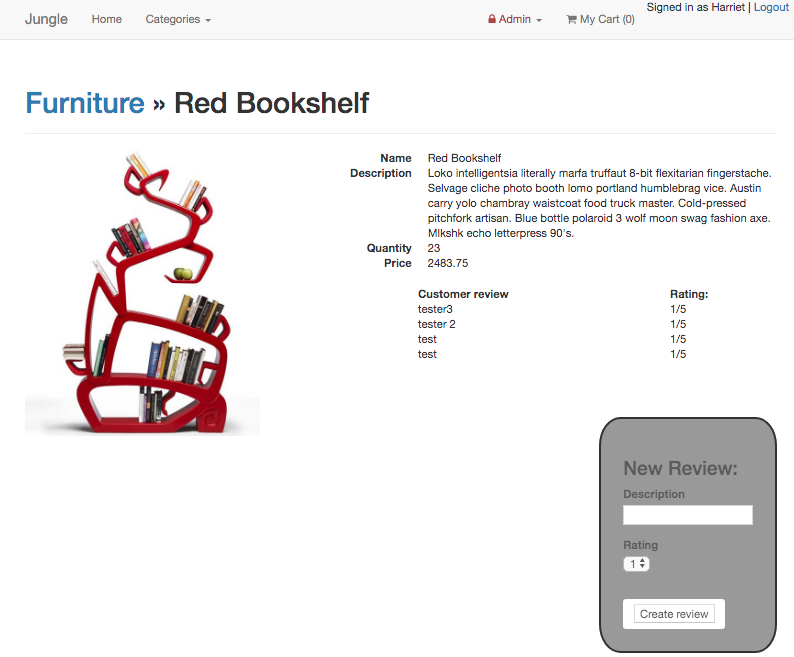 Jungle Home Categories Admin My Cart (0) Signed in as Harriet | Logout
Furniture » Red Bookshelf
Name Red Bookshelf
Description Loko intelligentsia literally marfa truffaut 8-bit flexitarian fingerstache.
Selvage cliche photo booth lomo portland humblebrag vice. Austin
carry yolo chambray waistcoat food truck master. Cold-pressed
pitchfork artisan. Blue bottle polaroid 3 wolf moon swag fashion axe.
Mlkshk echo letterpress 90's.
Quantity 23
Price 2483.75
Customer review Rating:
tester3 1/5
tester 2 1/5
test 1/5
test 1/5
New Review:
Description
Rating
1
Create review